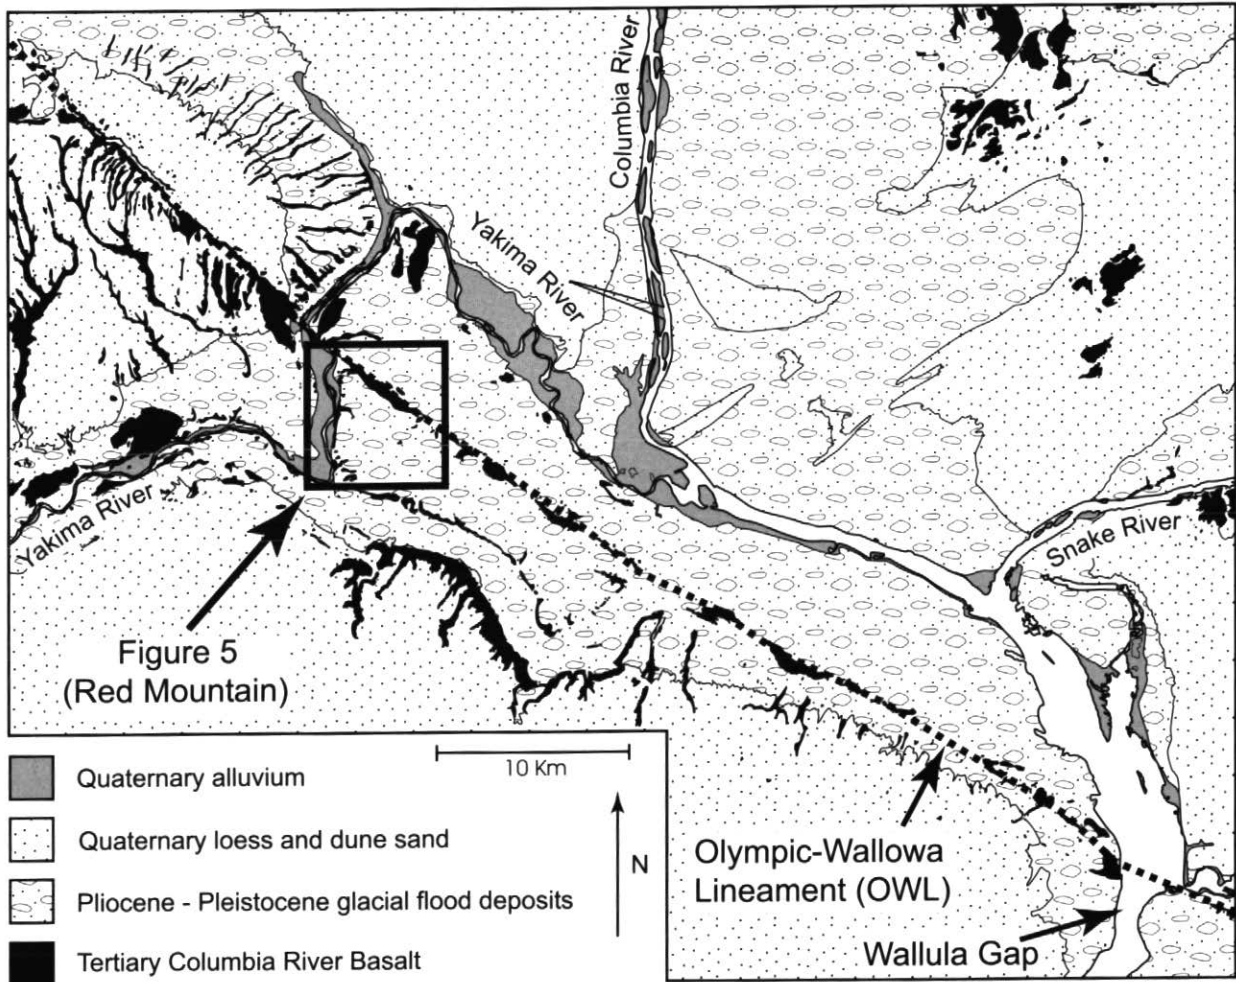 Columbia River
Yakima River
Yakima River
Snake River
Figure 5
(Red Mountain)
10 Km
N
Olympic-Wallowa
Lineament (OWL)
Wallula Gap
Quaternary alluvium
Quaternary loess and dune sand
Pliocene - Pleistocene glacial flood deposits
Tertiary Columbia River Basalt